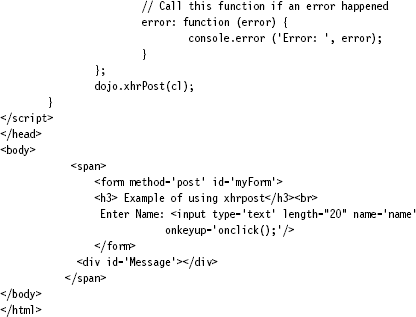 // Call this function if an error happened
error: function (error) {
console.error ('Error: ', error);
}
};
dojo.xhrPost(cl);
}
</script>
</head>
<body>
<span>
<form method='post' id='myForm'>
<h3> Example of using xhrpost</h3><br>
Enter Name: <input type='text' length="20" name='name'
onkeyup='onclick();'/>
</form>
<div id='Message'></div>
</span>
</body>
</html>